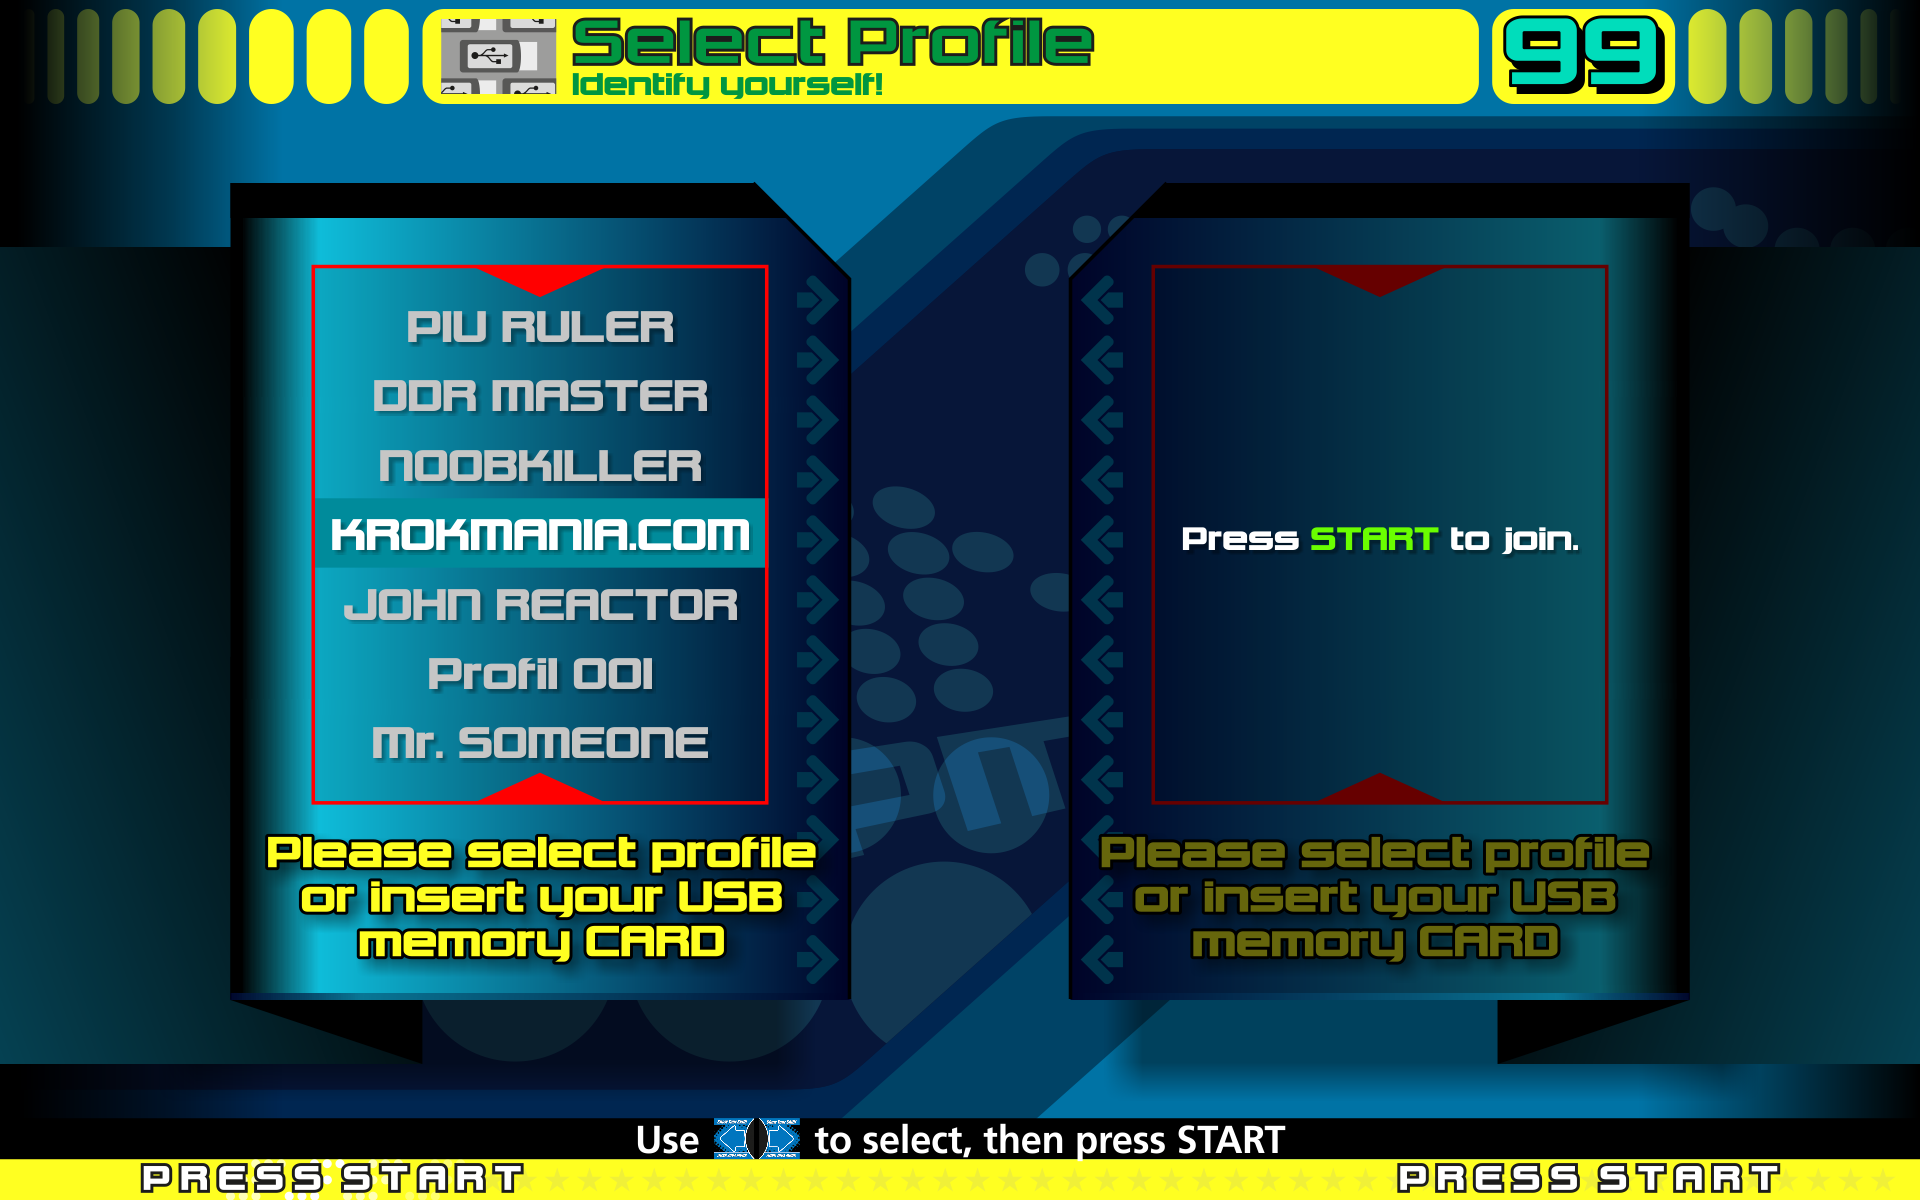 Select Profile
Identify yourself!
99
PIU RULER
DDR MASTER
NOOBKILLER
KROKMANIA.COM
JOHN REACTOR
Profil 001
Mr. SOMEONE
Please select profile
or insert your USB
memory CARD
Press START to join.
Please select profile
or insert your USB
memory CARD
Use to select, then press START
PRESS START
PRESS START